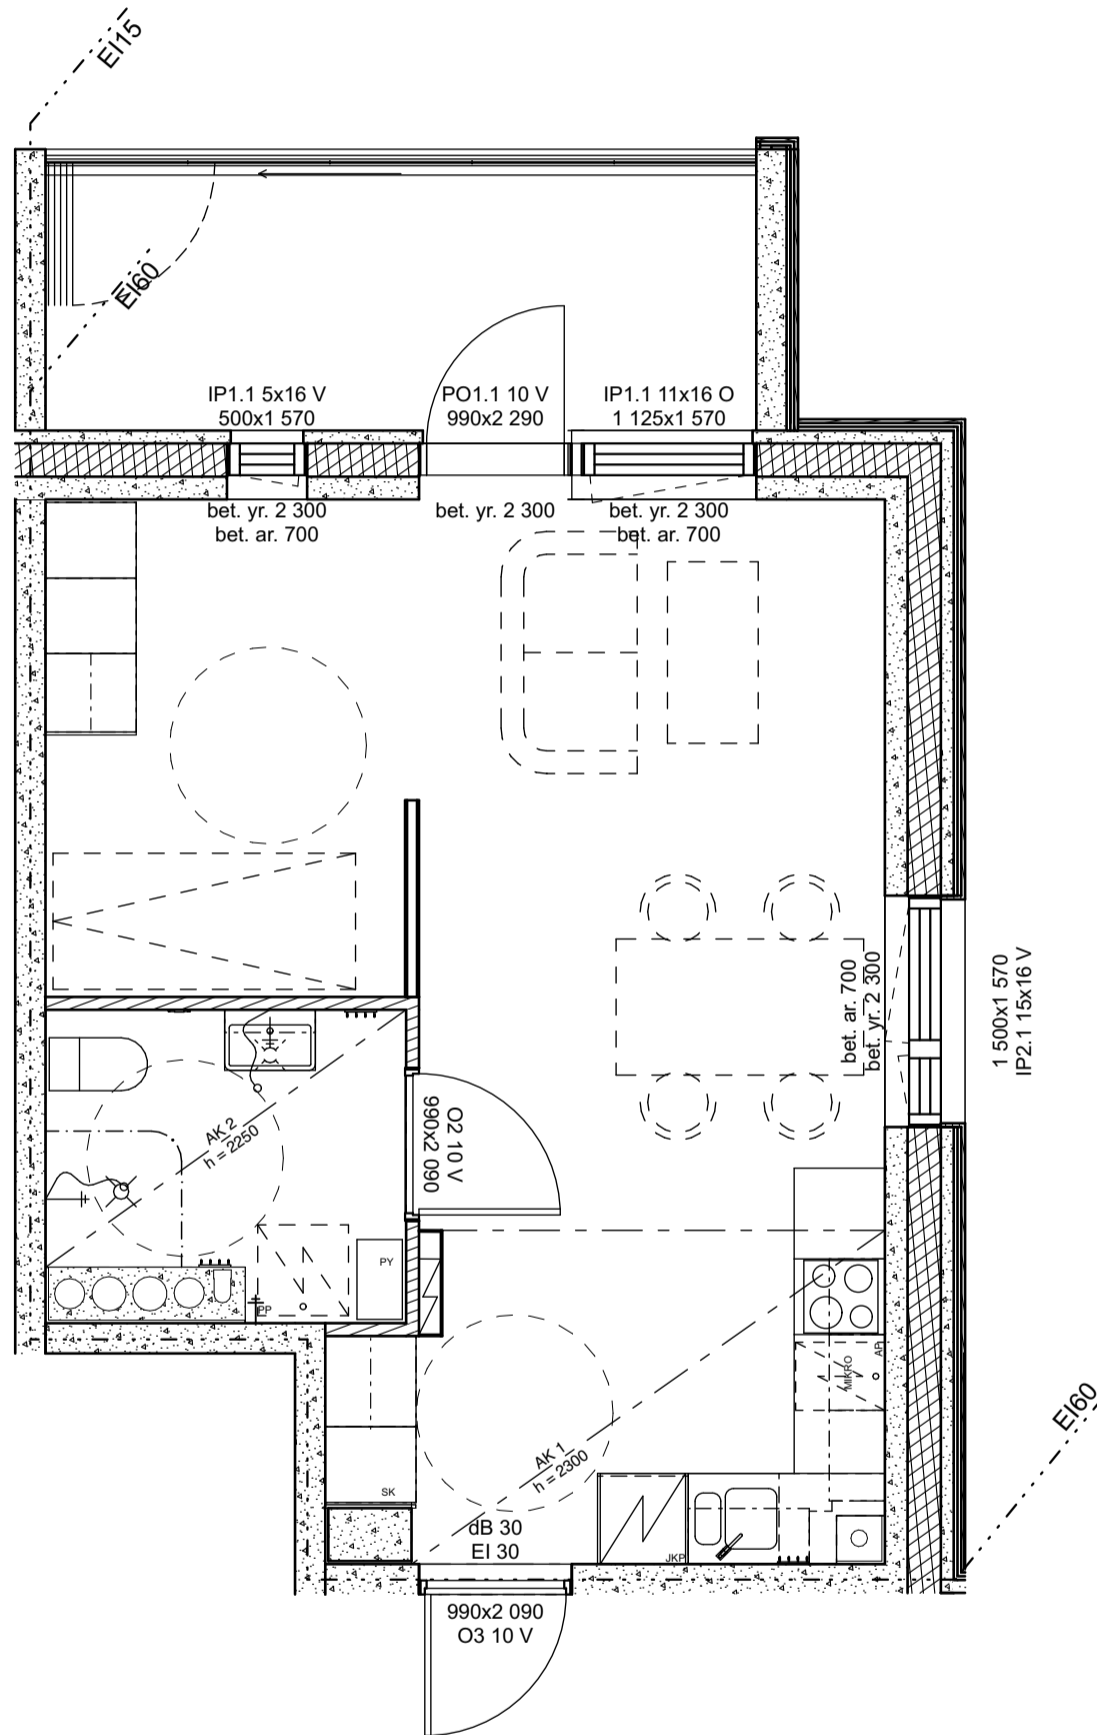 EI15
EI60
IP1.1 5x16 V
500x1 570
PO1.1 10 V
990x2 290
IP1.1 11x16 O
1 125x1 570
bet. yr. 2 300
bet. ar. 700
bet. yr. 2 300
bet. yr. 2 300
bet. ar. 700
bet. ar. 700
bet. yr. 2 300
1 500x1 570
IP2.1 15x16 V
AK 2
h = 2250
O2 10 V
990x2 090
PY
PP
MIKRO
AP
EI60
AK 1
h = 2300
SK
dB 30
EI 30
JKP
990x2 090
O3 10 V